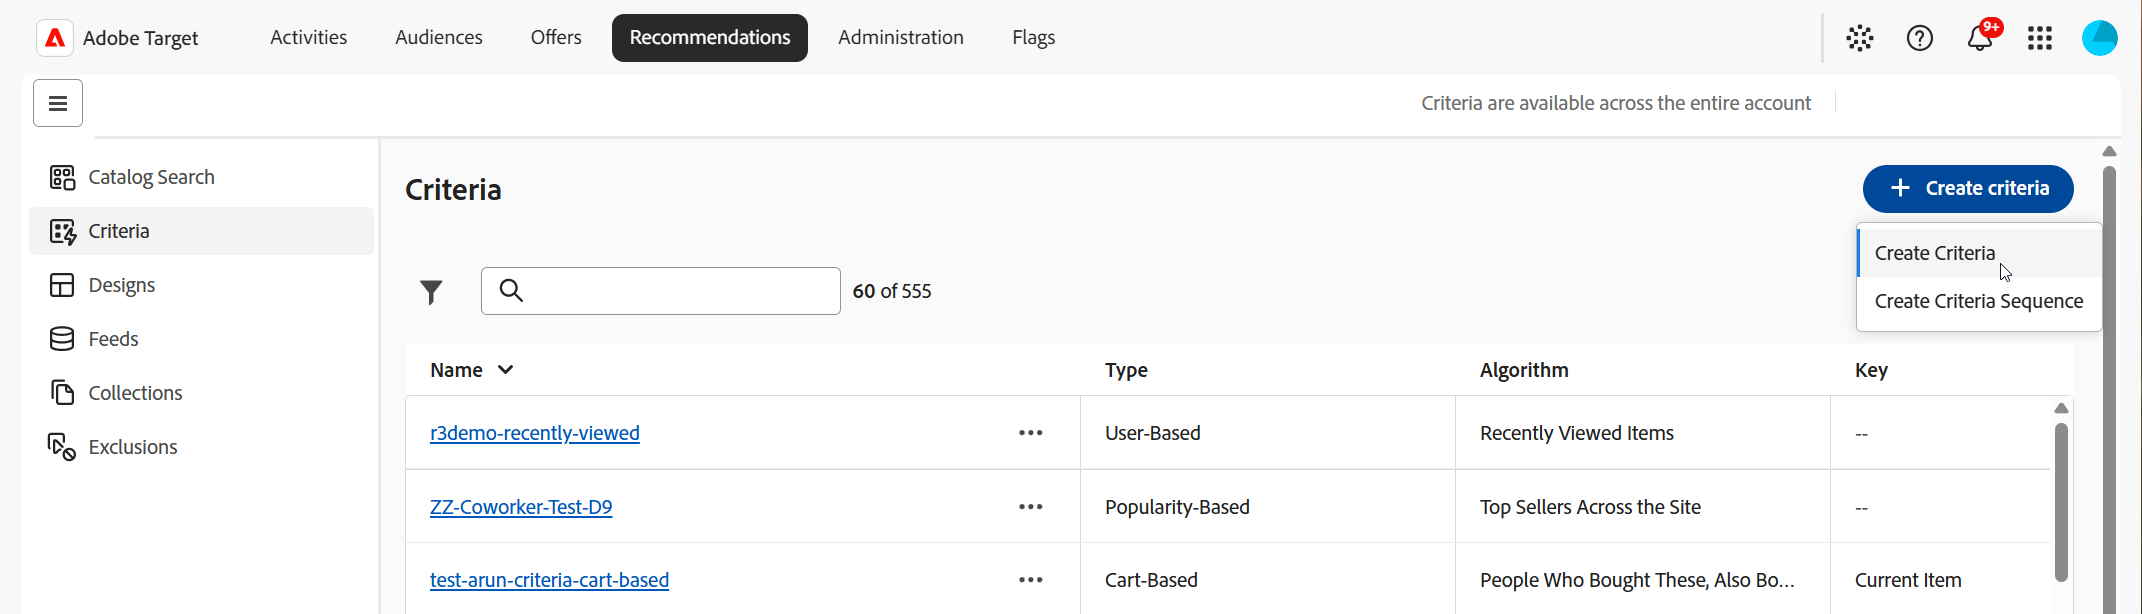 Adobe Target
Activities
Audiences
Offers
Recommendations
Administration
Flags
9+
Criteria are available across the entire account
Catalog Search
Criteria
Designs
Feeds
Collections
Exclusions
Criteria
Create criteria
Create Criteria
Create Criteria Sequence
60 of 555
Name Type Algorithm Key
r3demo-recently-viewed User-Based Recently Viewed Items --
ZZ-Coworker-Test-D9 Popularity-Based Top Sellers Across the Site --
test-arun-criteria-cart-based Cart-Based People Who Bought These, Also Bo... Current Item